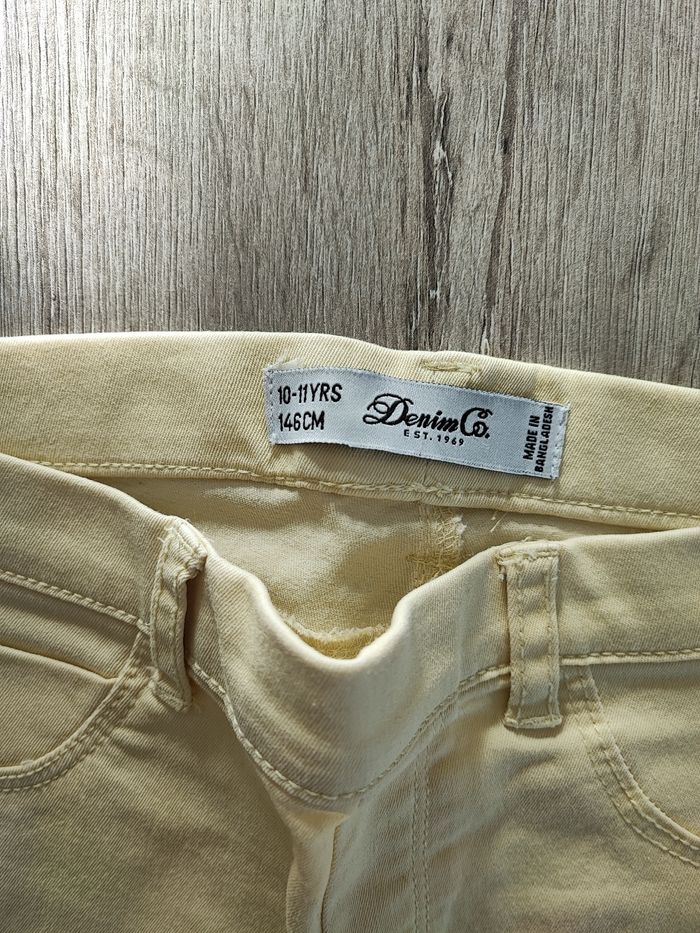 10-11YRS
146CM
Denim Co.
EST. 1969
MADE IN
BANGLADESH